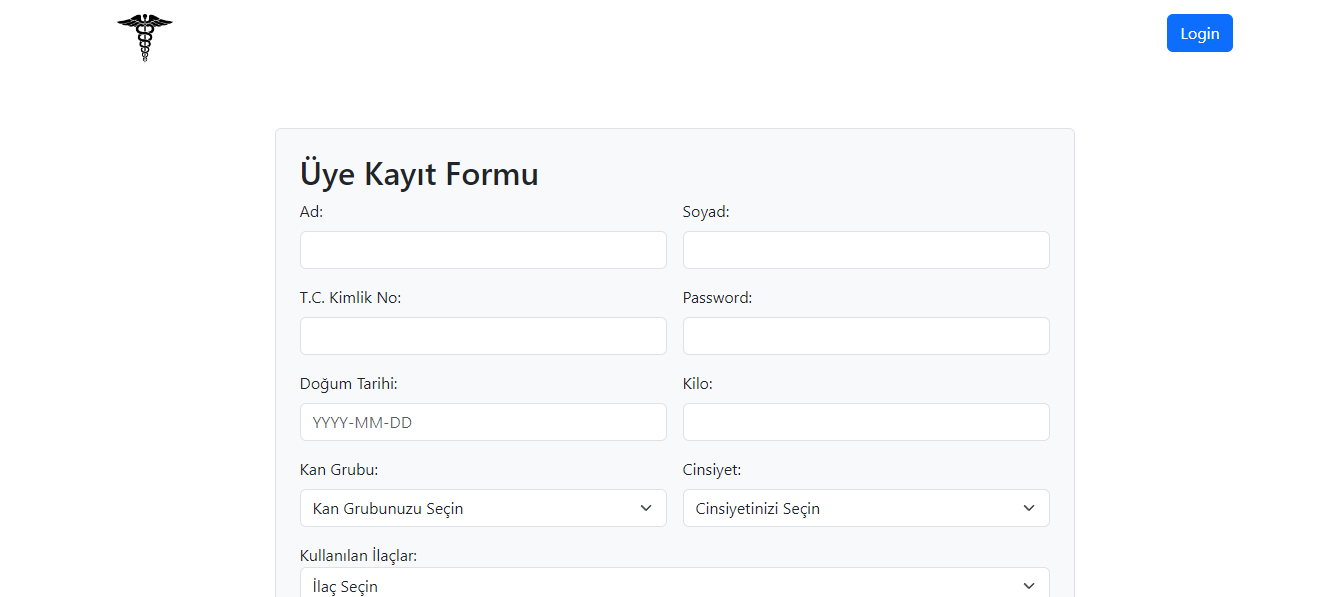 Login
Üye Kayıt Formu
Ad:
Soyad:
T.C. Kimlik No:
Password:
Doğum Tarihi:
Kilo:
YYYY-MM-DD
Kan Grubu:
Cinsiyet:
Kan Grubunuzu Seçin
Cinsiyetinizi Seçin
Kullanılan İlaçlar:
İlaç Seçin